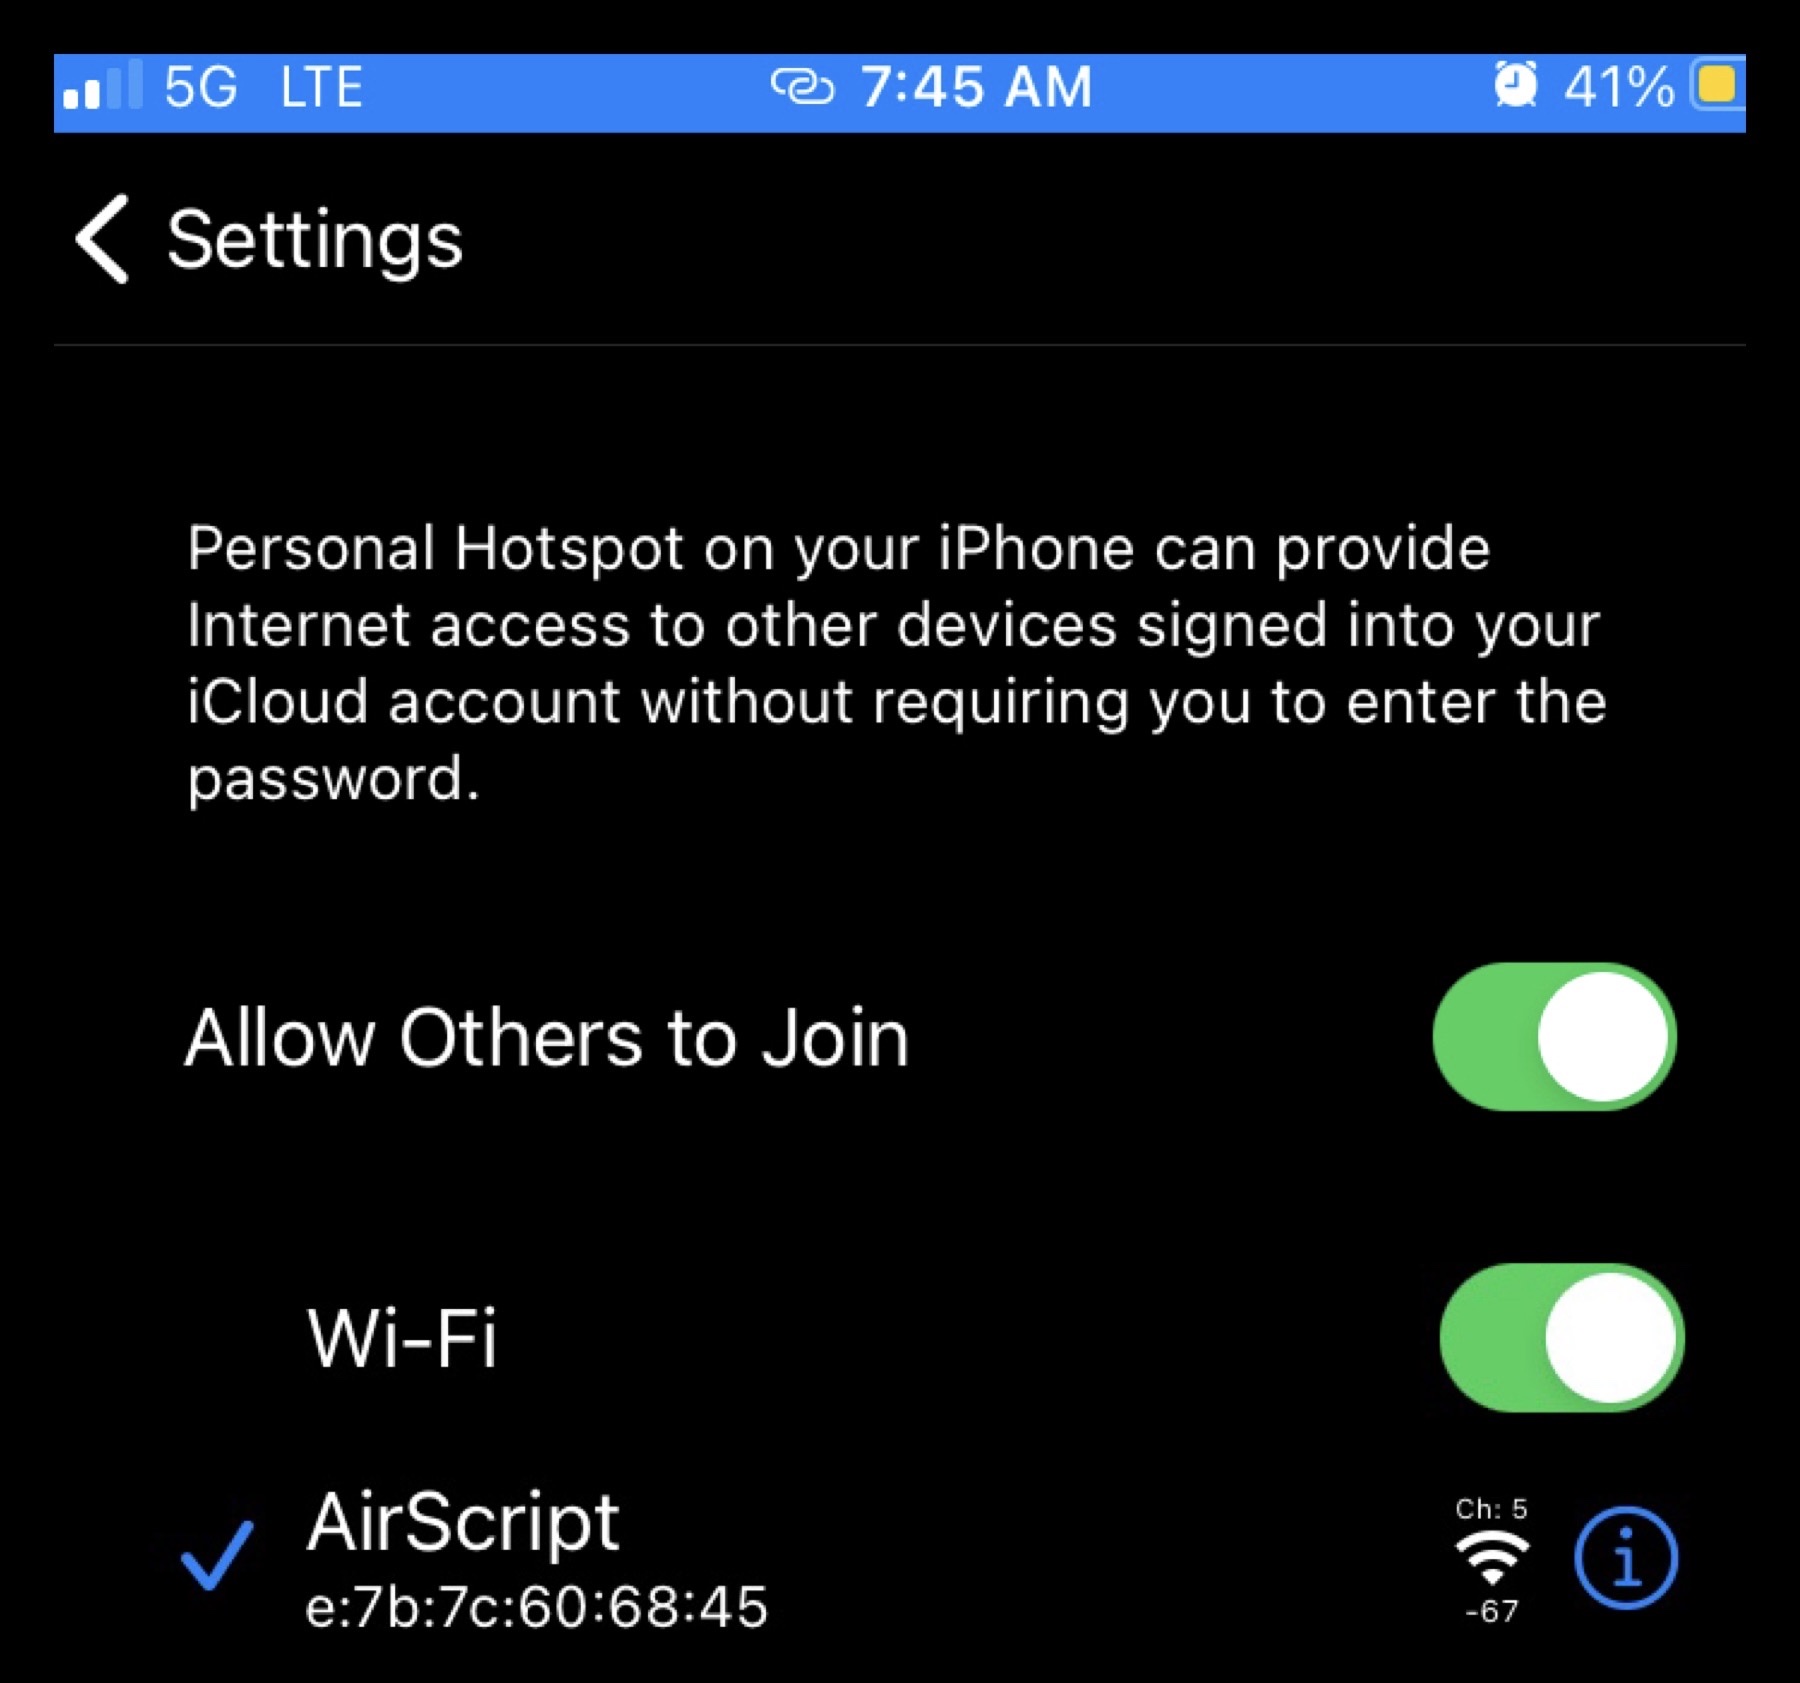 5G LTE 7:45 AM 41%
Settings
Personal Hotspot on your iPhone can provide
Internet access to other devices signed into your
iCloud account without requiring you to enter the
password.
Allow Others to Join
Wi-Fi
AirScript
e:7b:7c:60:68:45
Ch: 5
-67